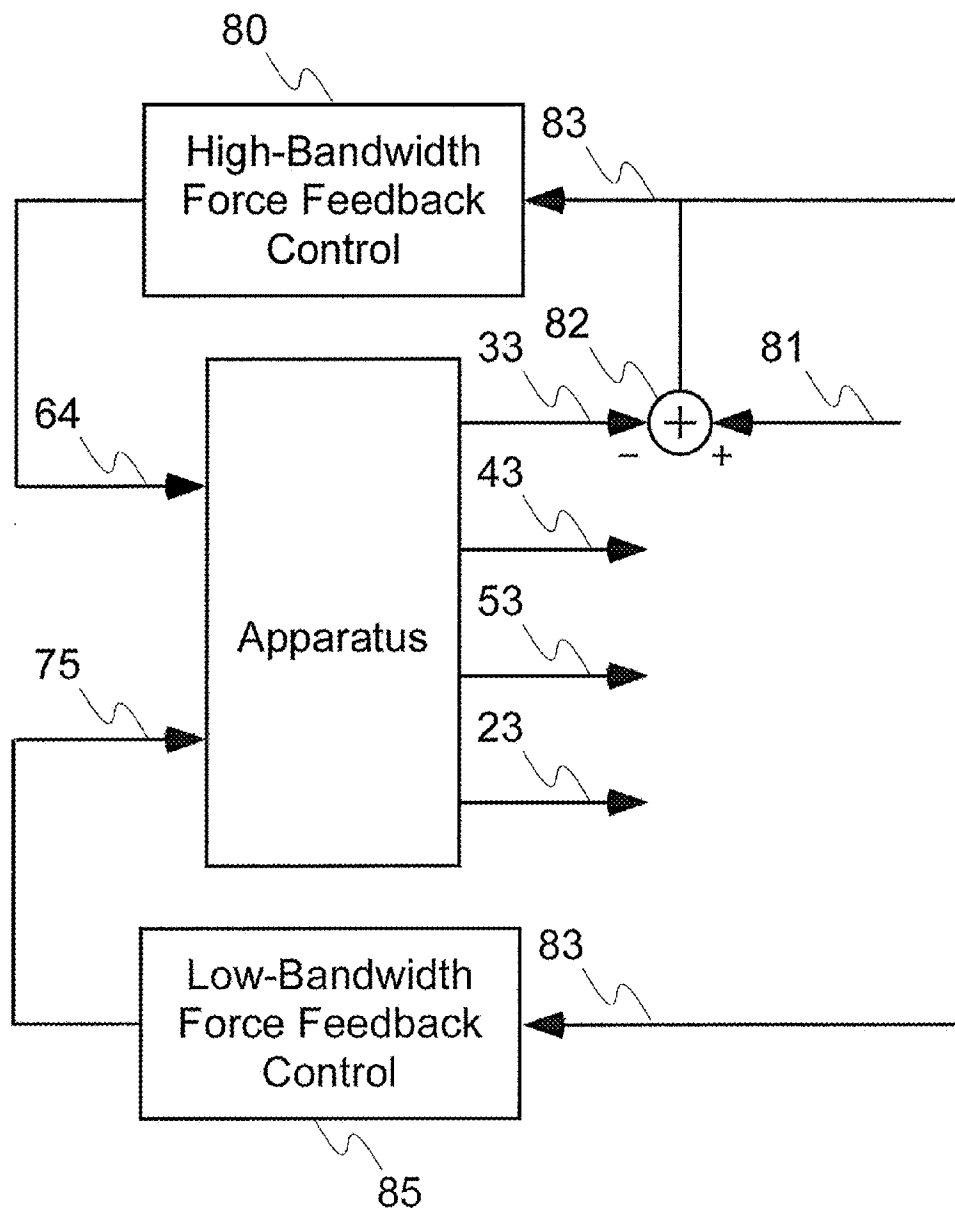 80
High-Bandwidth
Force Feedback
Control
83
82
81
33
64
+
−
+
43
Apparatus
53
75
23
Low-Bandwidth
Force Feedback
Control
83
85